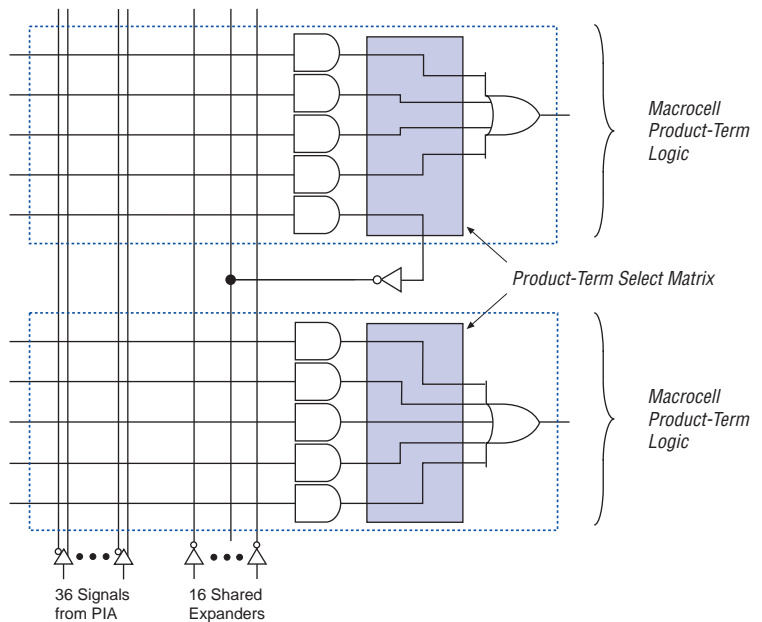 Macrocell
Product-Term
Logic
Product-Term Select Matrix
Macrocell
Product-Term
Logic
36 Signals
from PIA
16 Shared
Expanders